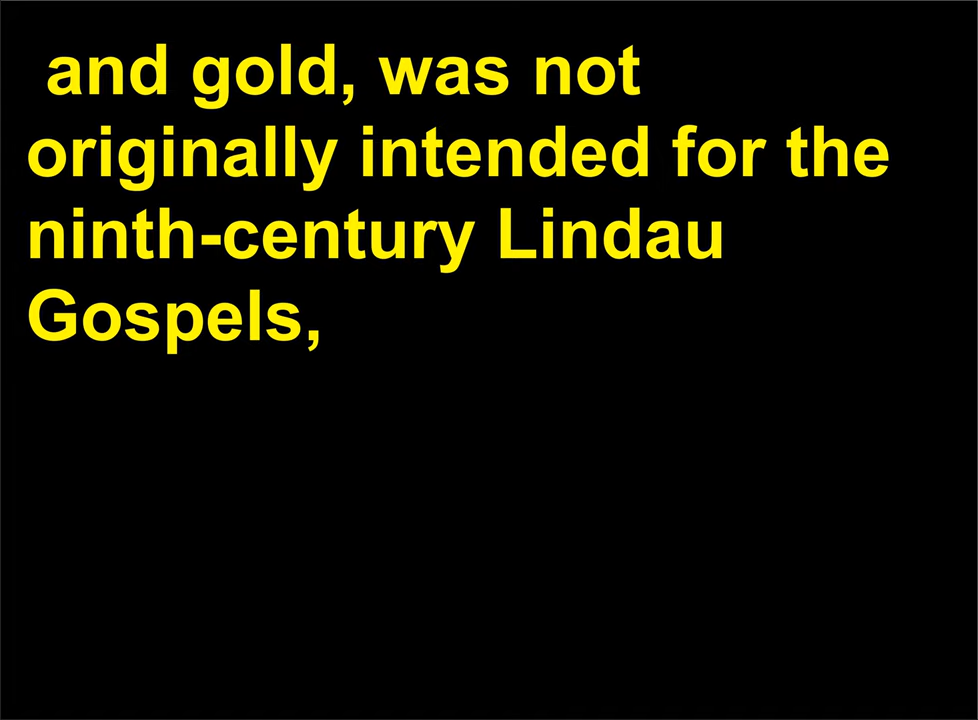 and gold, was not
originally intended for the
ninth-century Lindau
Gospels,